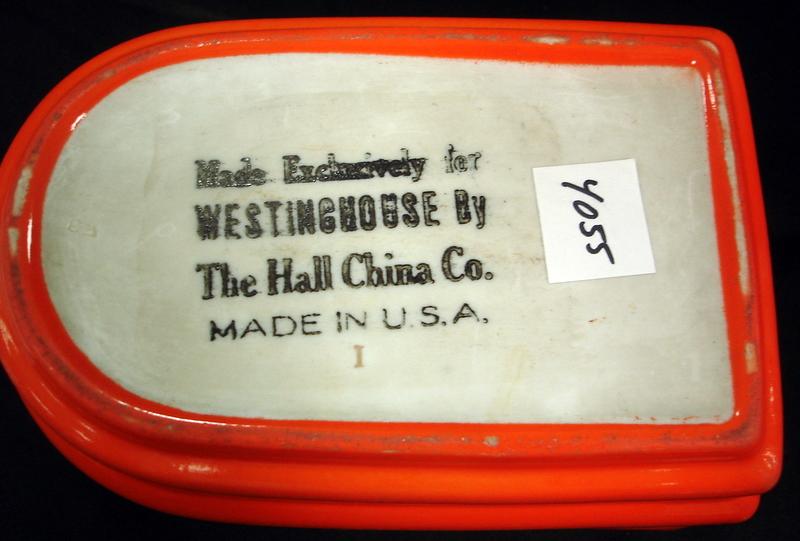 Made Exclusively for
WESTINGHOUSE By
The Hall China Co.
MADE IN U.S.A.
I
4055